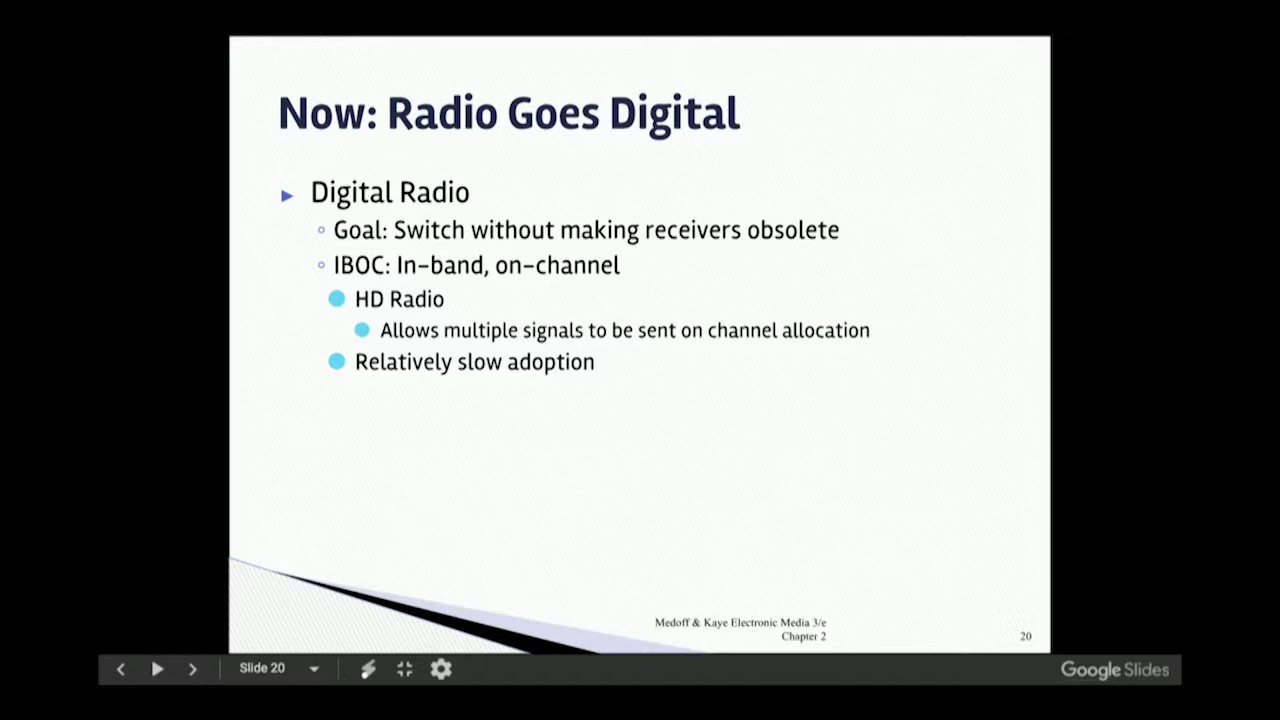 Now: Radio Goes Digital
Digital Radio
Goal: Switch without making receivers obsolete
IBOC: In-band, on-channel
HD Radio
Allows multiple signals to be sent on channel allocation
Relatively slow adoption
Medoff & Kaye Electronic Media 3/e
Chapter 2
20
Slide 20
Google Slides